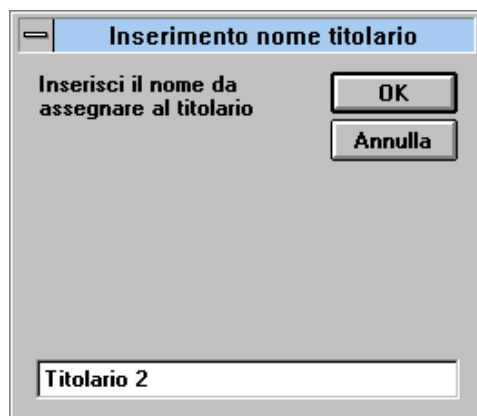 Inserimento nome titolario
Inserisci il nome da
assegnare al titolario
OK
Annulla
Titolario 2